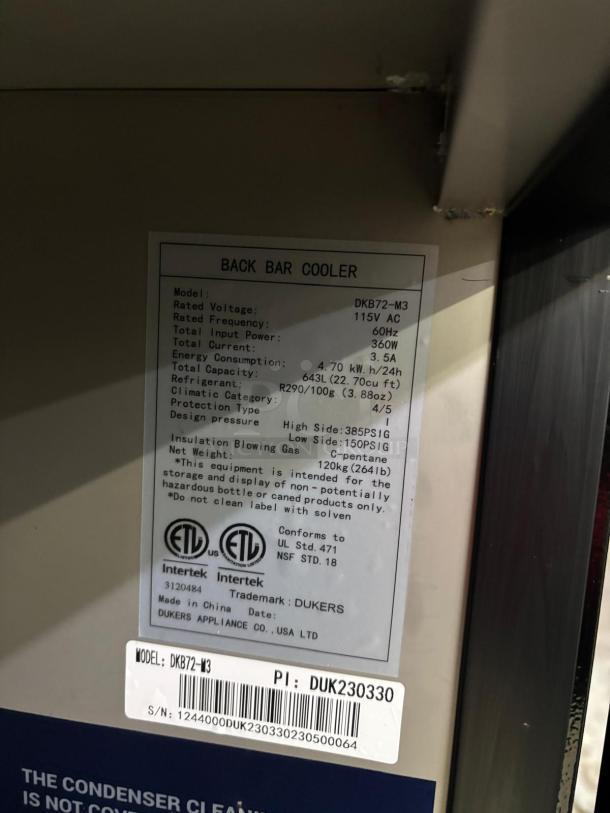 BACK BAR COOLER
Model: DKB72-M3
Rated Voltage: 115V AC
Rated Frequency: 60Hz
Total Input Power: 360W
Total Current: 3.5A
Energy Consumption: 4.70 kW.h/24h
Total Capacity: 643L(22.70cu ft)
Refrigerant: R290/100g (3.88oz)
Climatic Category: 4/5
Protection Type I
Design pressure High Side:385PSIG
Low Side:150PSIG
Insulation Blowing Gas C-pentane
Net Weight: 120kg(264lb)
*This equipment is intended for the
storage and display of non-potentially
hazardous bottle or caned products only.
*Do not clean label with solven
ETL US ETL
Intertek Intertek
3120484
Conforms to
UL Std.471
NSF STD.18
Trademark: DUKERS
Made in China Date:
DUKERS APPLIANCE CO.,USA LTD
MODEL: DKB72-M3 PI: DUK230330
S/N: 1244000DUK230330230500064
THE CONDENSER
IS NOT